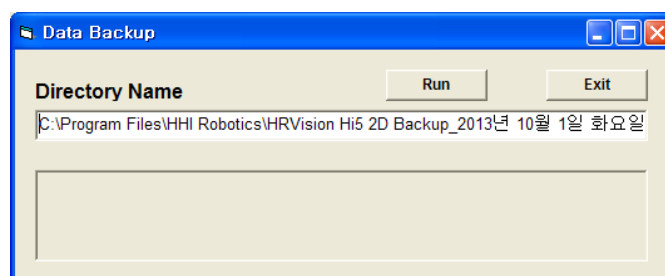 Data Backup
Run Exit
Directory Name
C:\Program Files\HHI Robotics\HRVision Hi5 2D Backup_2013년 10월 1일 화요일